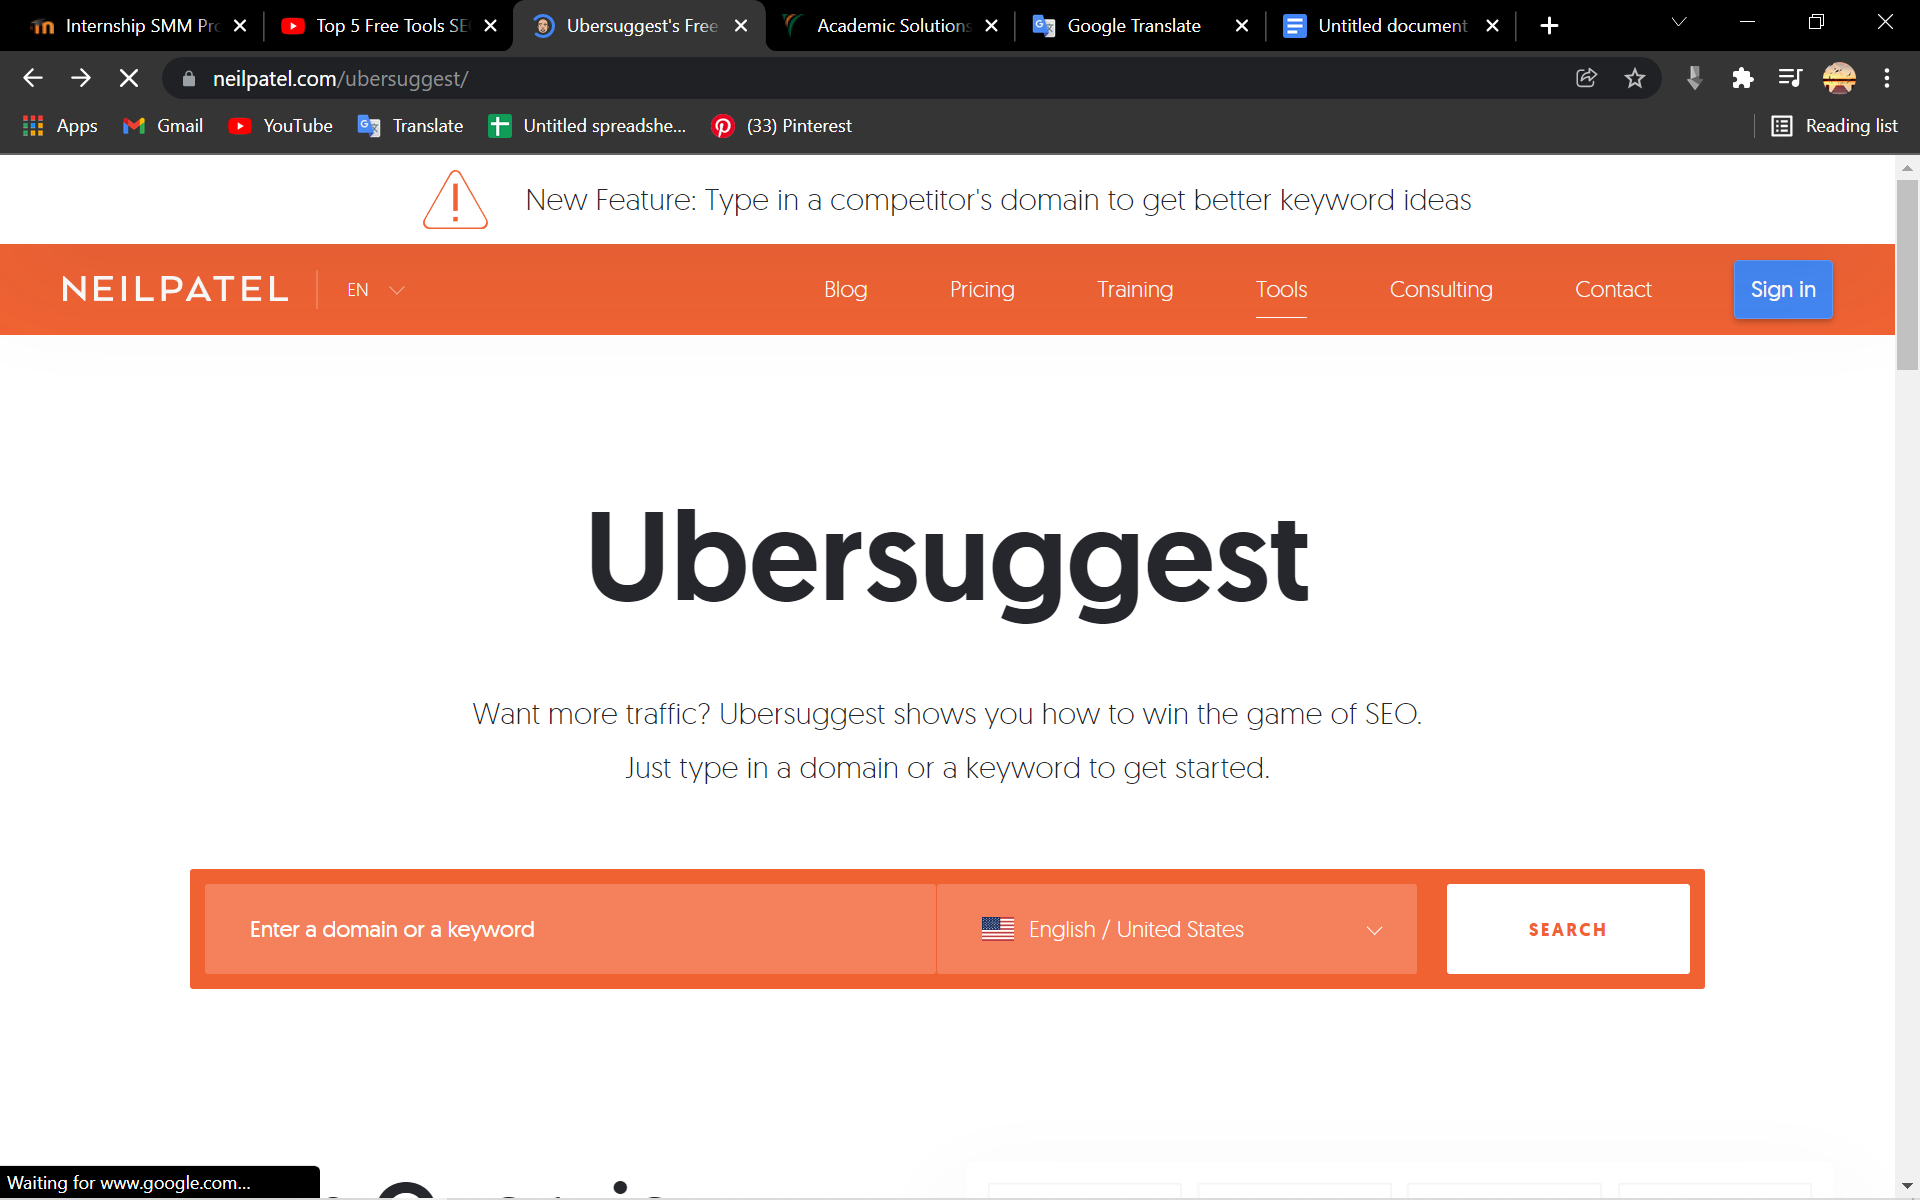 Internship SMM Pro
Top 5 Free Tools SE
Ubersuggest's Free
Academic Solutions
Google Translate
Untitled document
neilpatel.com/ubersuggest/
Apps
Gmail
YouTube
Translate
Untitled spreadshe...
(33) Pinterest
Reading list
New Feature: Type in a competitor's domain to get better keyword ideas
NEILPATEL
EN
Blog
Pricing
Training
Tools
Consulting
Contact
Sign in
Ubersuggest
Want more traffic? Ubersuggest shows you how to win the game of SEO.
Just type in a domain or a keyword to get started.
Enter a domain or a keyword
English / United States
SEARCH
Waiting for www.google.com...